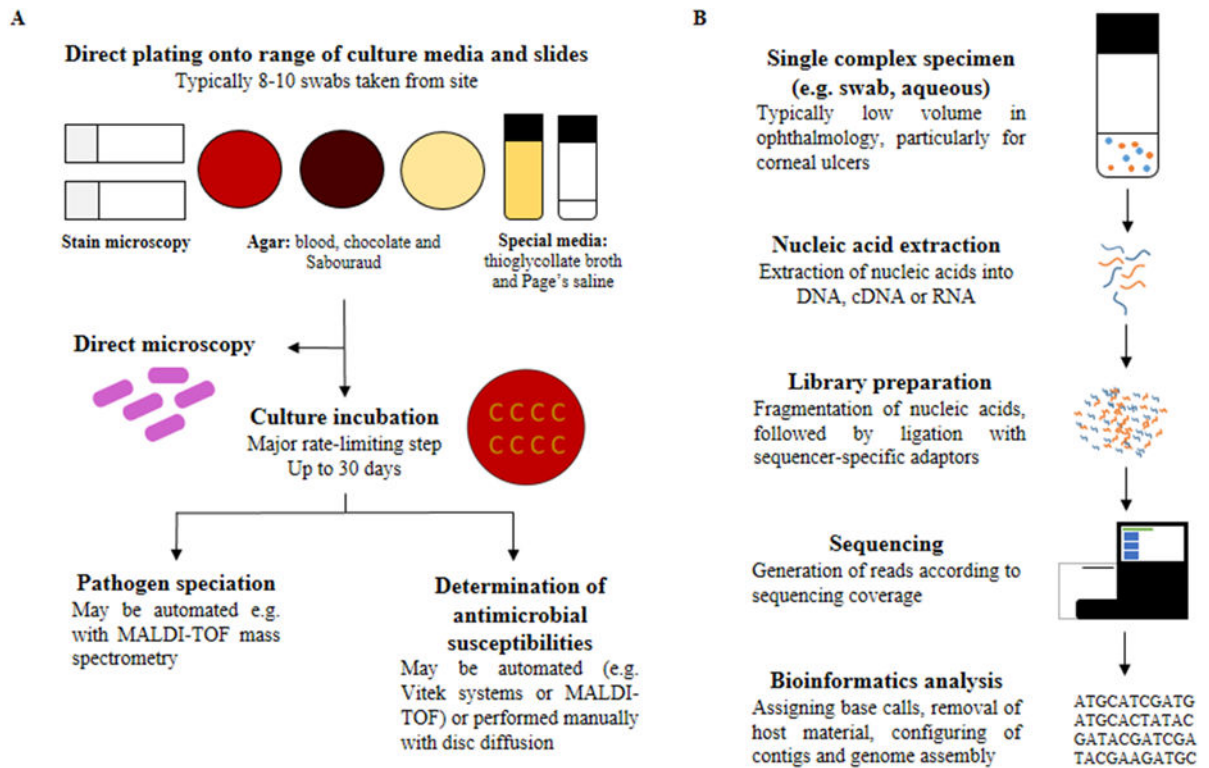 A
Direct plating onto range of culture media and slides
Typically 8-10 swabs taken from site
Stain microscopy
Agar: blood, chocolate and
Sabouraud
Special media:
thioglycollate broth
and Page's saline
Direct microscopy
Culture incubation
Major rate-limiting step
Up to 30 days
C C C C
C C C C
Pathogen speciation
May be automated e.g.
with MALDI-TOF mass
spectrometry
Determination of
antimicrobial
susceptibilities
May be automated (e.g.
Vitek systems or MALDI-
TOF) or performed manually
with disc diffusion
B
Single complex specimen
(e.g. swab, aqueous)
Typically low volume in
ophthalmology, particularly for
corneal ulcers
Nucleic acid extraction
Extraction of nucleic acids into
DNA, cDNA or RNA
Library preparation
Fragmentation of nucleic acids,
followed by ligation with
sequencer-specific adaptors
Sequencing
Generation of reads according to
sequencing coverage
Bioinformatics analysis
Assigning base calls, removal of
host material, configuring of
contigs and genome assembly
ATGCATCGATG
ATGCACTATAC
GATACGATCGA
TACGAAGATGC